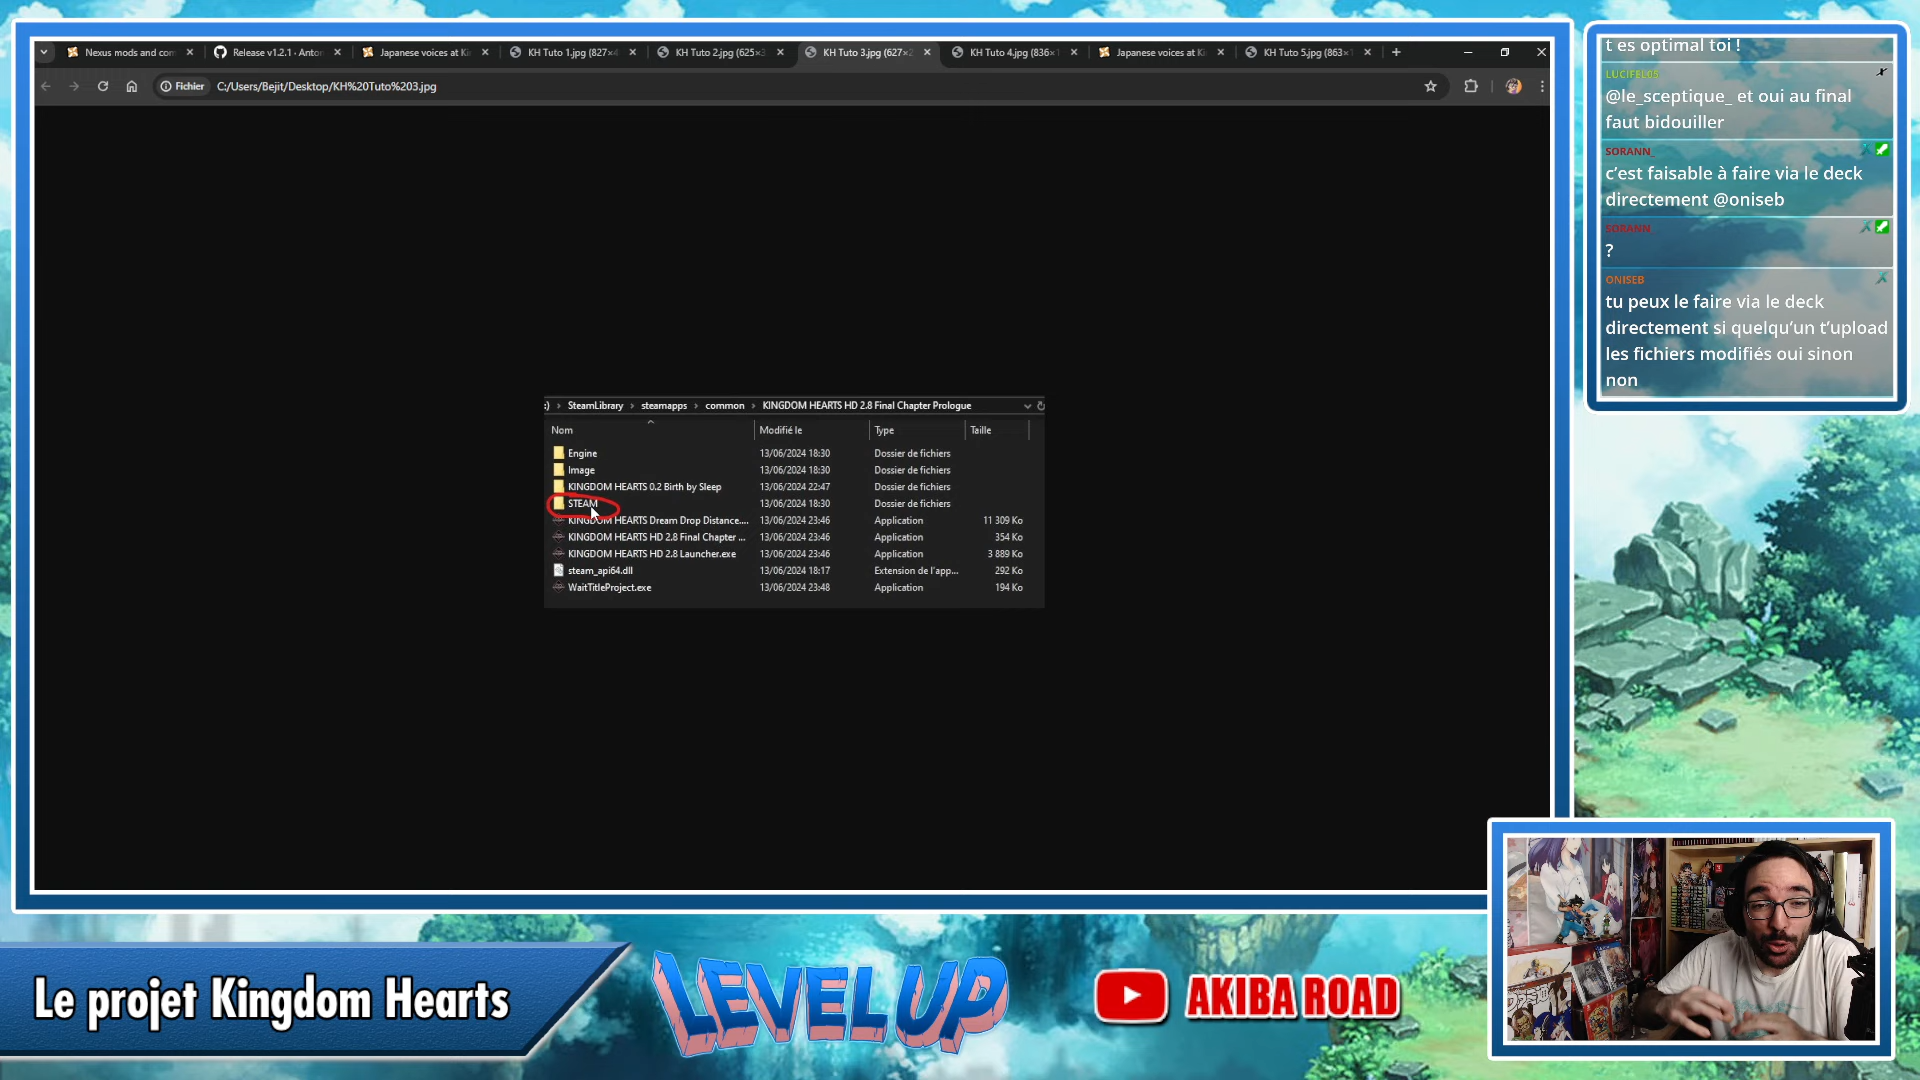 Nexus mods and com
Release v1.2.1 · Anton
Japanese voices at Ki
KH Tuto 1.jpg (827×4
KH Tuto 2.jpg (625×3
KH Tuto 3.jpg (627×2
KH Tuto 4.jpg (836×1
Japanese voices at Ki
KH Tuto 5.jpg (863×1
Fichier
C:/Users/Bejit/Desktop/KH%20Tuto%203.jpg
SteamLibrary > steamapps > common > KINGDOM HEARTS HD 2.8 Final Chapter Prologue
Nom Modifié le Type Taille
Engine 13/06/2024 18:30 Dossier de fichiers
Image 13/06/2024 18:30 Dossier de fichiers
KINGDOM HEARTS 0.2 Birth by Sleep 13/06/2024 22:47 Dossier de fichiers
STEAM 13/06/2024 18:30 Dossier de fichiers
KINGDOM HEARTS Dream Drop Distance.... 13/06/2024 23:46 Application 11 309 Ko
KINGDOM HEARTS HD 2.8 Final Chapter ... 13/06/2024 23:46 Application 354 Ko
KINGDOM HEARTS HD 2.8 Launcher.exe 13/06/2024 23:46 Application 3 889 Ko
steam_api64.dll 13/06/2024 18:17 Extension de l'app... 292 Ko
WaitTitleProject.exe 13/06/2024 23:48 Application 194 Ko
t es optimal toi !
LUCIFEL05
@le_sceptique_ et oui au final
faut bidouiller
SORANN_
c'est faisable à faire via le deck
directement @oniseb
SORANN_
?
ONISEB
tu peux le faire via le deck
directement si quelqu'un t'upload
les fichiers modifiés oui sinon
non
Le projet Kingdom Hearts
LEVEL UP
AKIBA ROAD